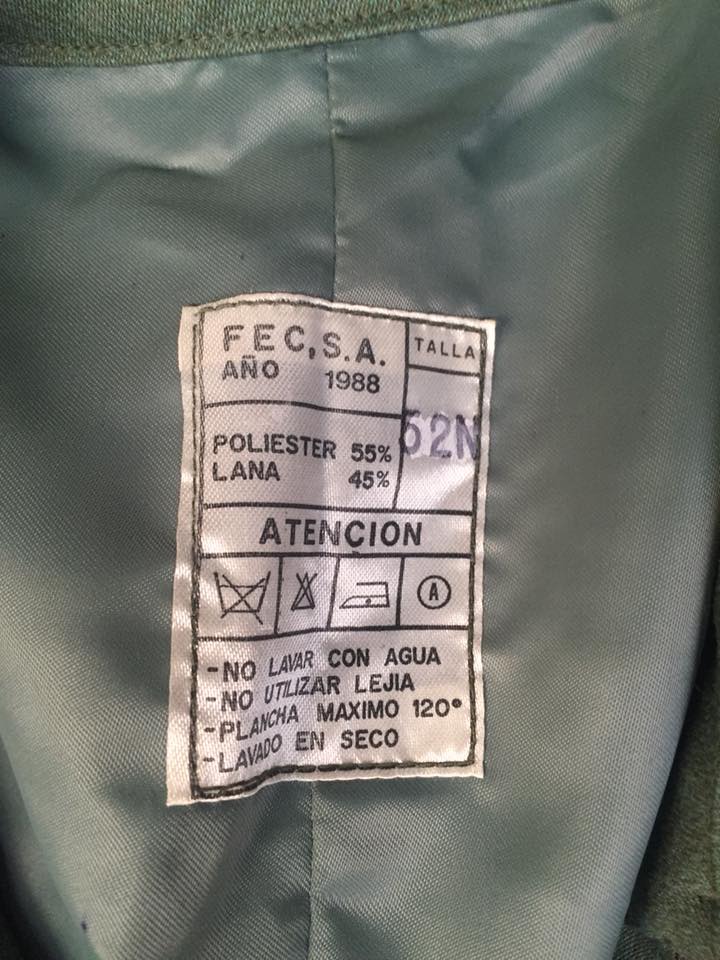 FEC, S.A.
AÑO 1988
TALLA
52N
POLIESTER 55%
LANA 45%
ATENCION
A
-NO LAVAR CON AGUA
-NO UTILIZAR LEJIA
-PLANCHA MAXIMO 120°
-LAVADO EN SECO